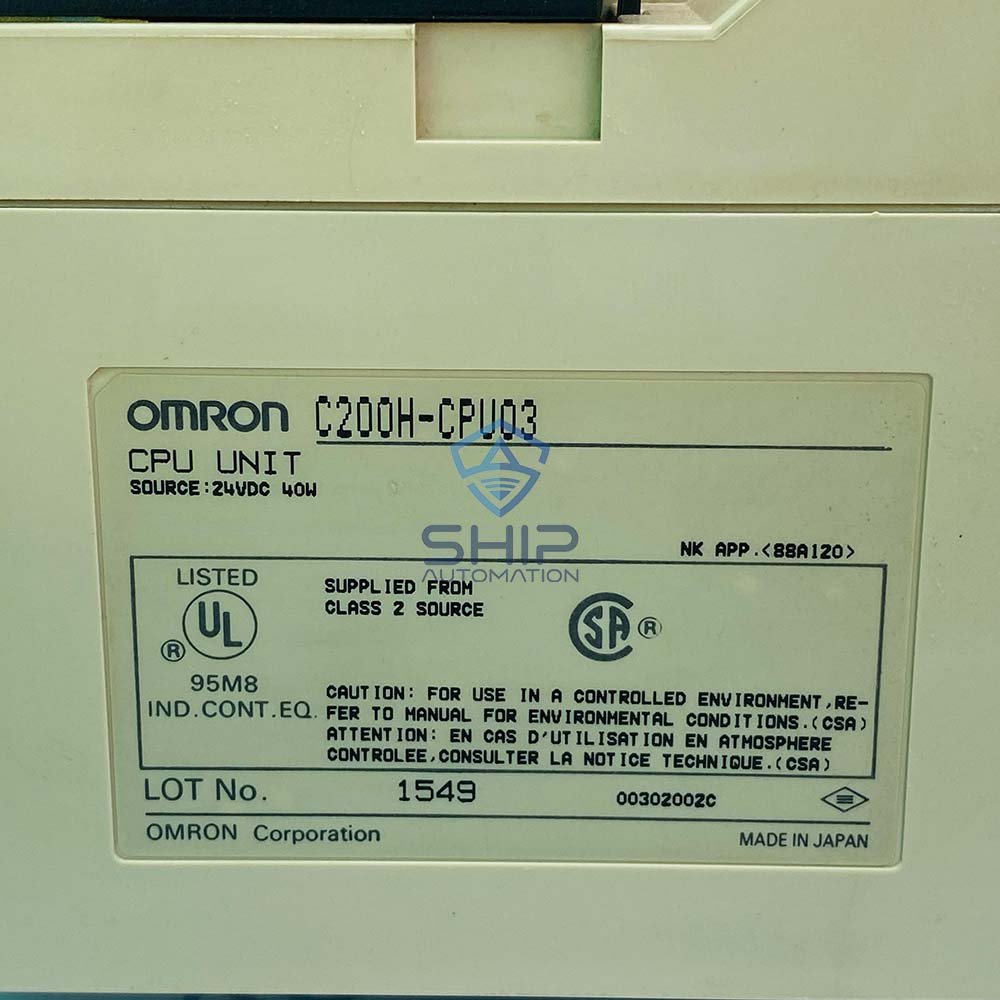 OMRON C200H-CPU03
CPU UNIT
SOURCE:24VDC 40W
SHIP
AUTOMATION
NK APP.<88A120>
LISTED
UL
®
95M8
IND.CONT.EQ.
SUPPLIED FROM
CLASS 2 SOURCE
SA ®
CAUTION: FOR USE IN A CONTROLLED ENVIRONMENT,RE-
FER TO MANUAL FOR ENVIRONMENTAL CONDITIONS.(CSA)
ATTENTION: EN CAS D'UTILISATION EN ATMOSPHERE
CONTROLEE,CONSULTER LA NOTICE TECHNIQUE.(CSA)
LOT No. 1549 00302002C
OMRON Corporation MADE IN JAPAN